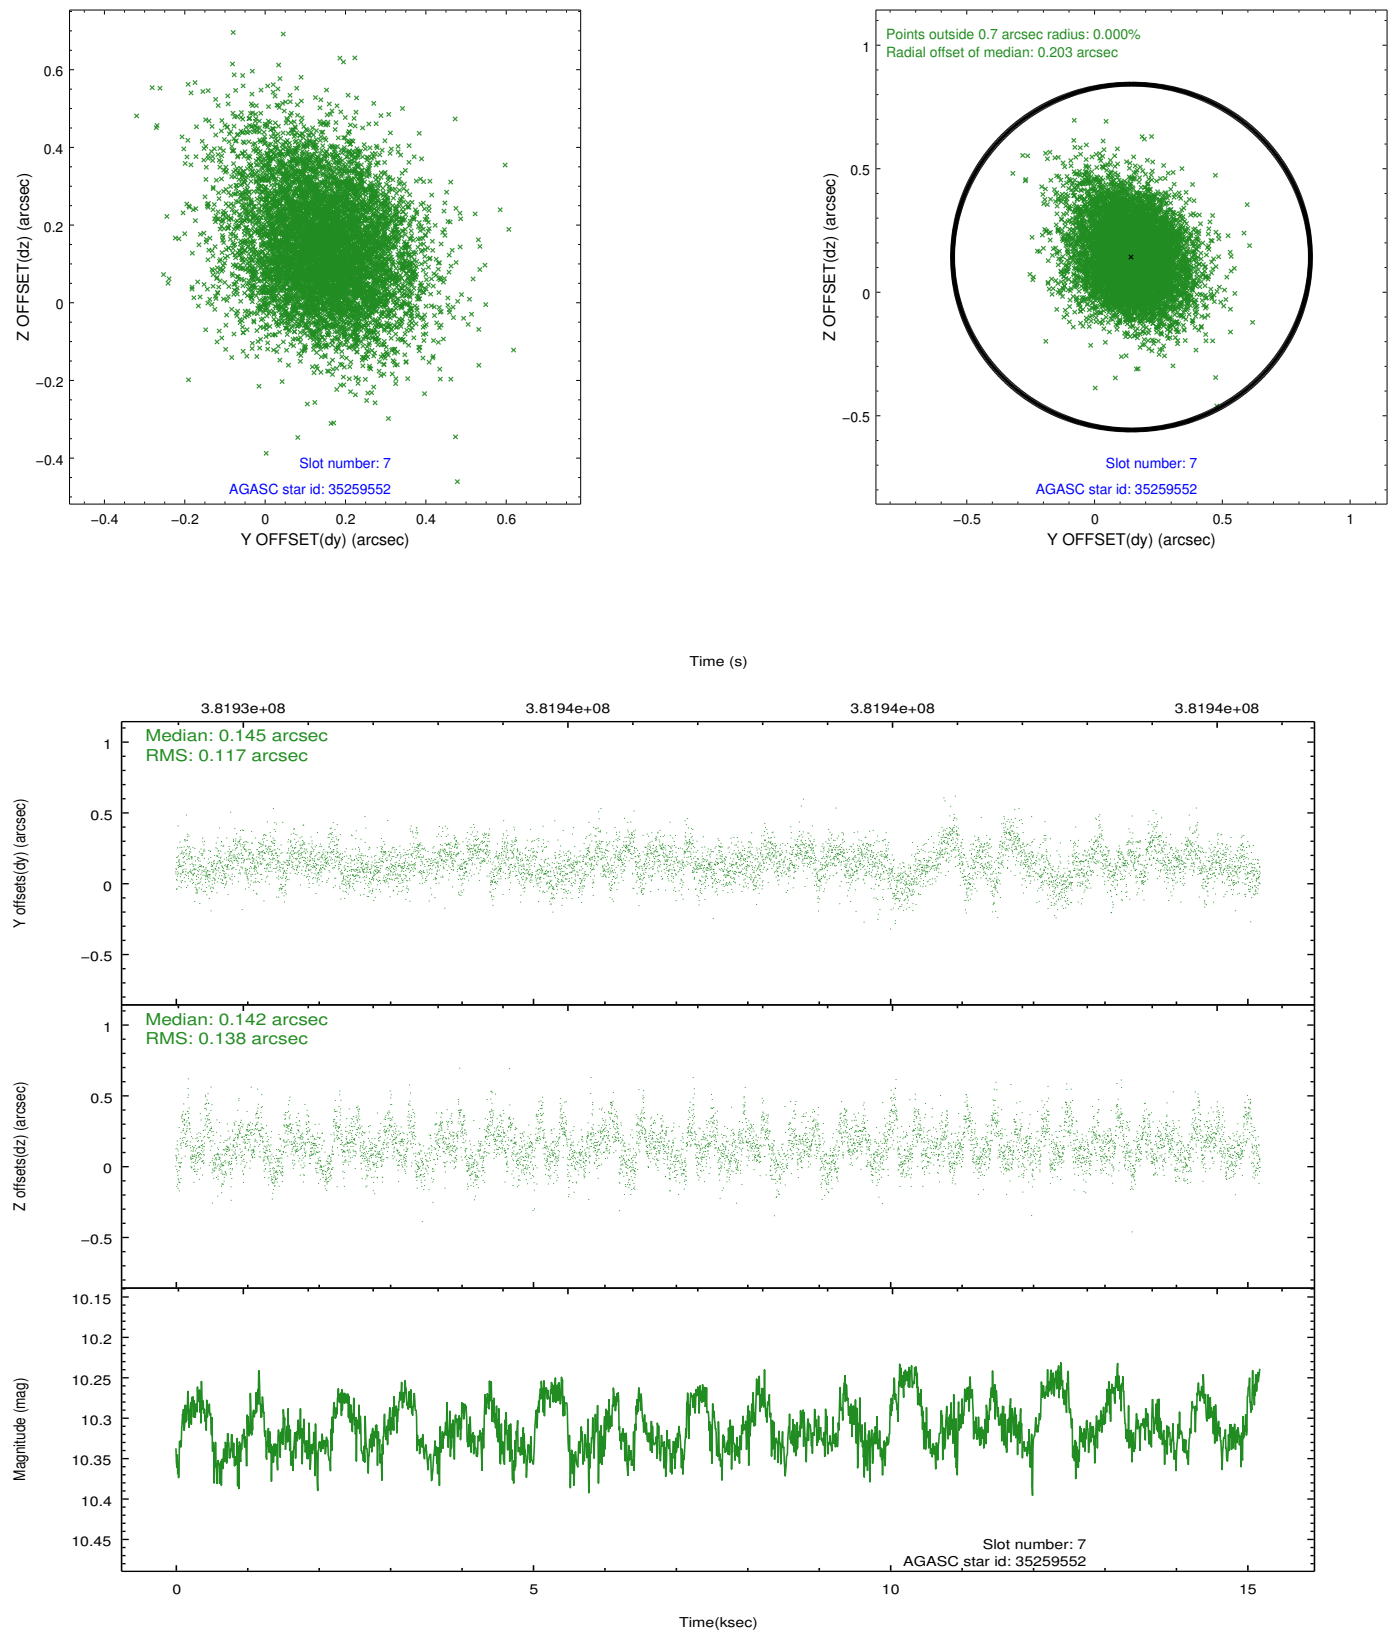 0.6
0.4
0.2
0
−0.2
−0.4
Z OFFSET(dz) (arcsec)
Slot number: 7
AGASC star id: 35259552
−0.4 −0.2 0 0.2 0.4 0.6
Y OFFSET(dy) (arcsec)
Points outside 0.7 arcsec radius: 0.000%
Radial offset of median: 0.203 arcsec
1
0.5
0
−0.5
Z OFFSET(dz) (arcsec)
Slot number: 7
AGASC star id: 35259552
−0.5 0 0.5 1
Y OFFSET(dy) (arcsec)
Time (s)
3.8193e+08 3.8194e+08 3.8194e+08 3.8194e+08
Median: 0.145 arcsec
RMS: 0.117 arcsec
1
0.5
0
−0.5
Y offsets(dy) (arcsec)
Median: 0.142 arcsec
RMS: 0.138 arcsec
1
0.5
0
−0.5
Z offsets(dz) (arcsec)
10.15
10.2
10.25
10.3
10.35
10.4
10.45
Magnitude (mag)
Slot number: 7
AGASC star id: 35259552
0 5 10 15
Time(ksec)